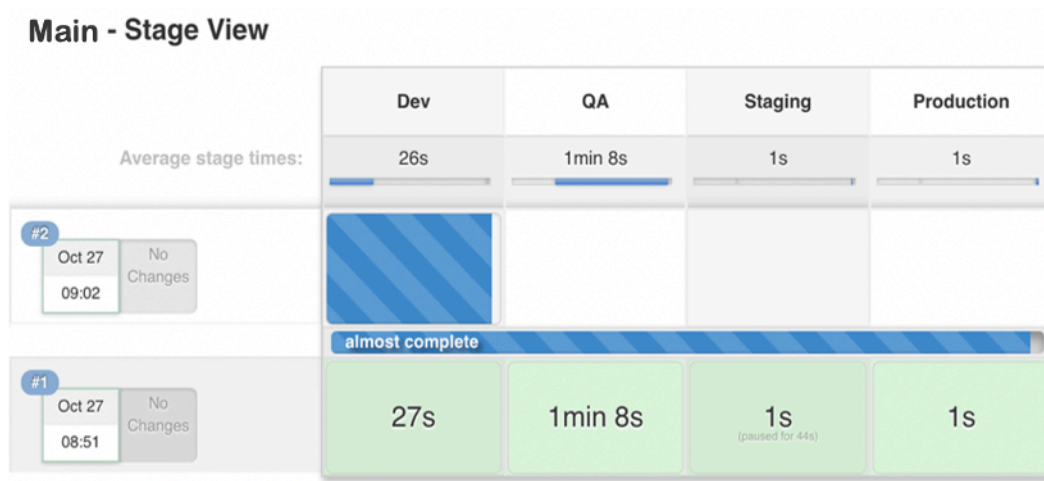 Main - Stage View
Dev QA Staging Production
Average stage times: 26s 1min 8s 1s 1s
#2
Oct 27 No
Changes
09:02
almost complete
#1
Oct 27 No
Changes
08:51
27s 1min 8s 1s 1s
(paused for 44s)